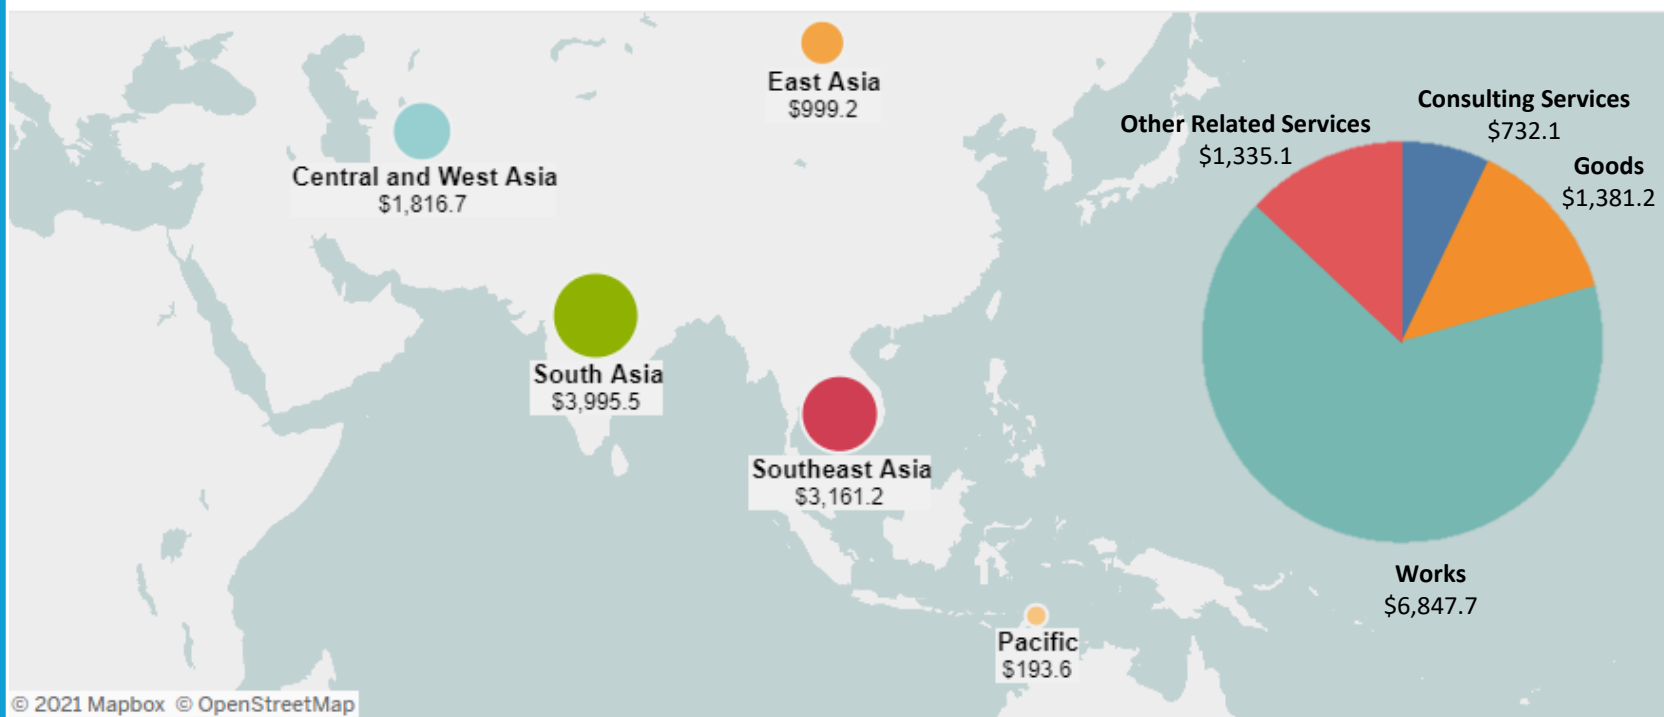 East Asia
$999.2
Central and West Asia
$1,816.7
South Asia
$3,995.5
Southeast Asia
$3,161.2
Pacific
$193.6
Consulting Services
$732.1
Other Related Services
$1,335.1
Goods
$1,381.2
Works
$6,847.7
© 2021 Mapbox © OpenStreetMap